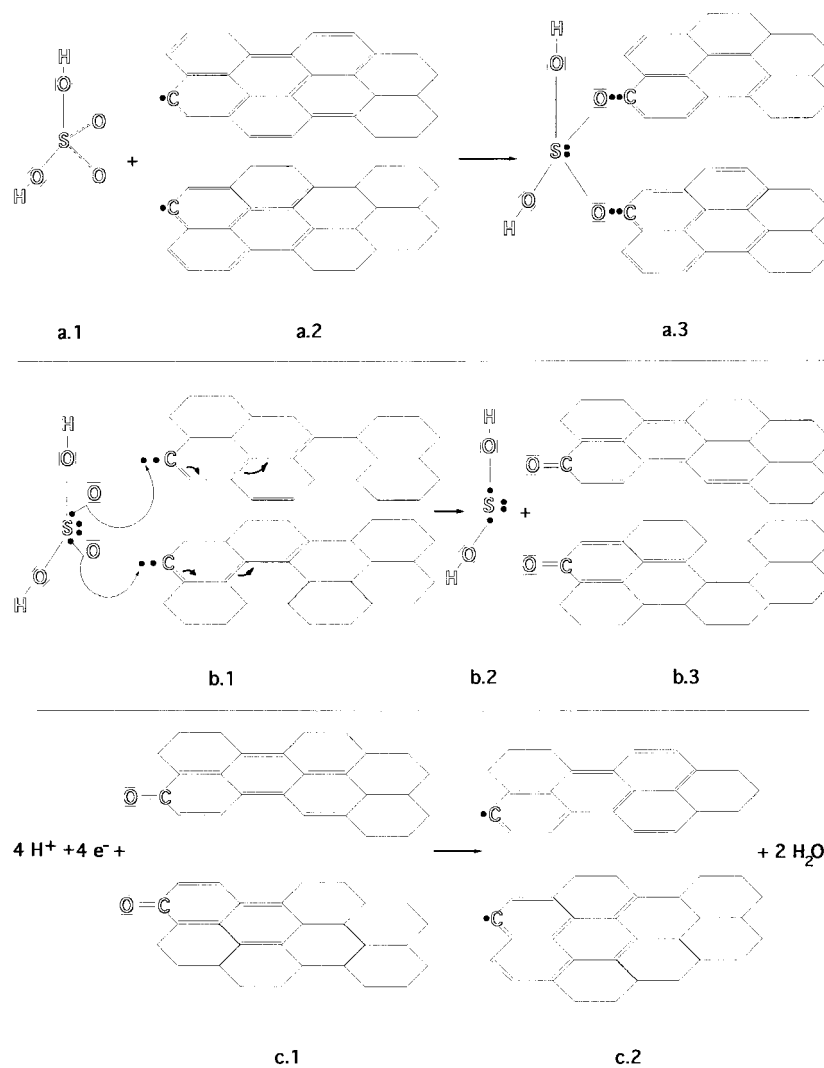 H
O
O
S
O
O
H
+
•C
•C
H
O
O ••C
S:
O ••C
O
H
a.1 a.2 a.3
H
O
O
S:
O
O
H
•• C
•• C
H
O
S:
O
H
+
O=C
O=C
b.1 b.2 b.3
O–C
4 H⁺ +4 e⁻ +
O=C
•C
+ 2 H₂O
•C
c.1 c.2